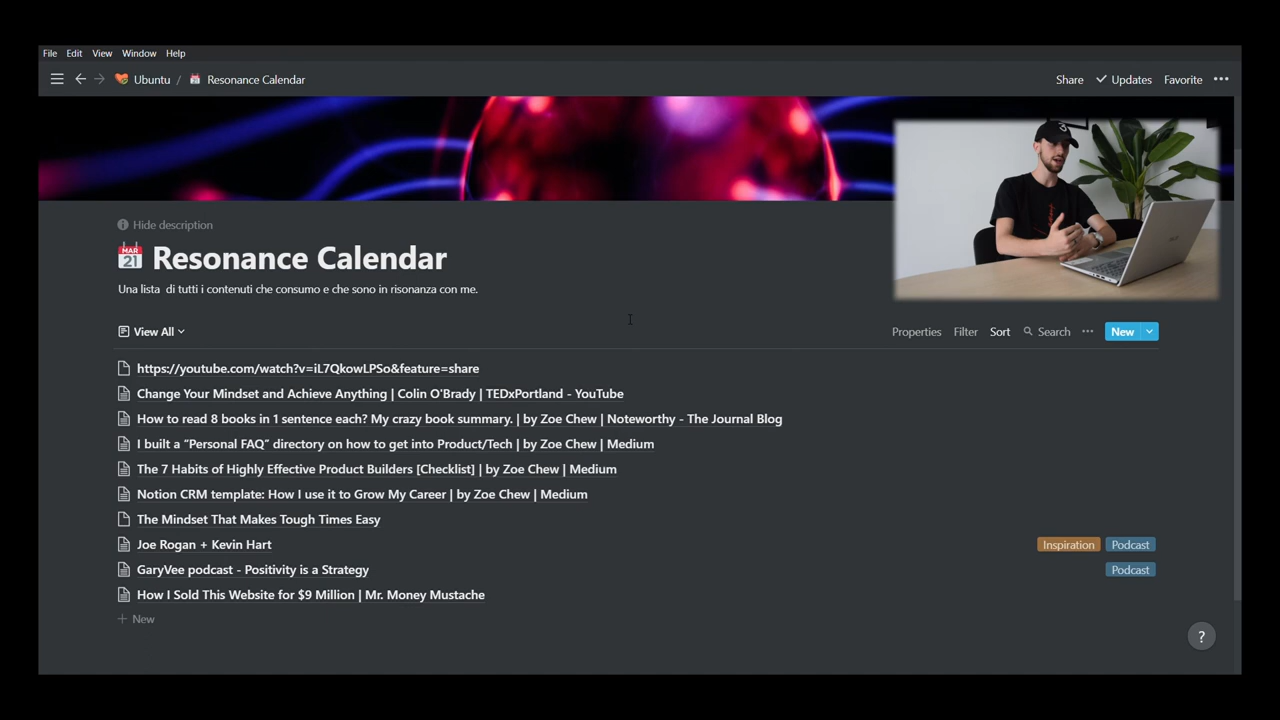 File Edit View Window Help
Ubuntu / Resonance Calendar
Share Updates Favorite
Hide description
MAR
21
Resonance Calendar
Una lista di tutti i contenuti che consumo e che sono in risonanza con me.
View All
Properties Filter Sort Search New
https://youtube.com/watch?v=iL7QkowLPSo&feature=share
Change Your Mindset and Achieve Anything | Colin O'Brady | TEDxPortland - YouTube
How to read 8 books in 1 sentence each? My crazy book summary. | by Zoe Chew | Noteworthy - The Journal Blog
I built a "Personal FAQ" directory on how to get into Product/Tech | by Zoe Chew | Medium
The 7 Habits of Highly Effective Product Builders [Checklist] | by Zoe Chew | Medium
Notion CRM template: How I use it to Grow My Career | by Zoe Chew | Medium
The Mindset That Makes Tough Times Easy
Joe Rogan + Kevin Hart Inspiration Podcast
GaryVee podcast - Positivity is a Strategy Podcast
How I Sold This Website for $9 Million | Mr. Money Mustache
+ New
?